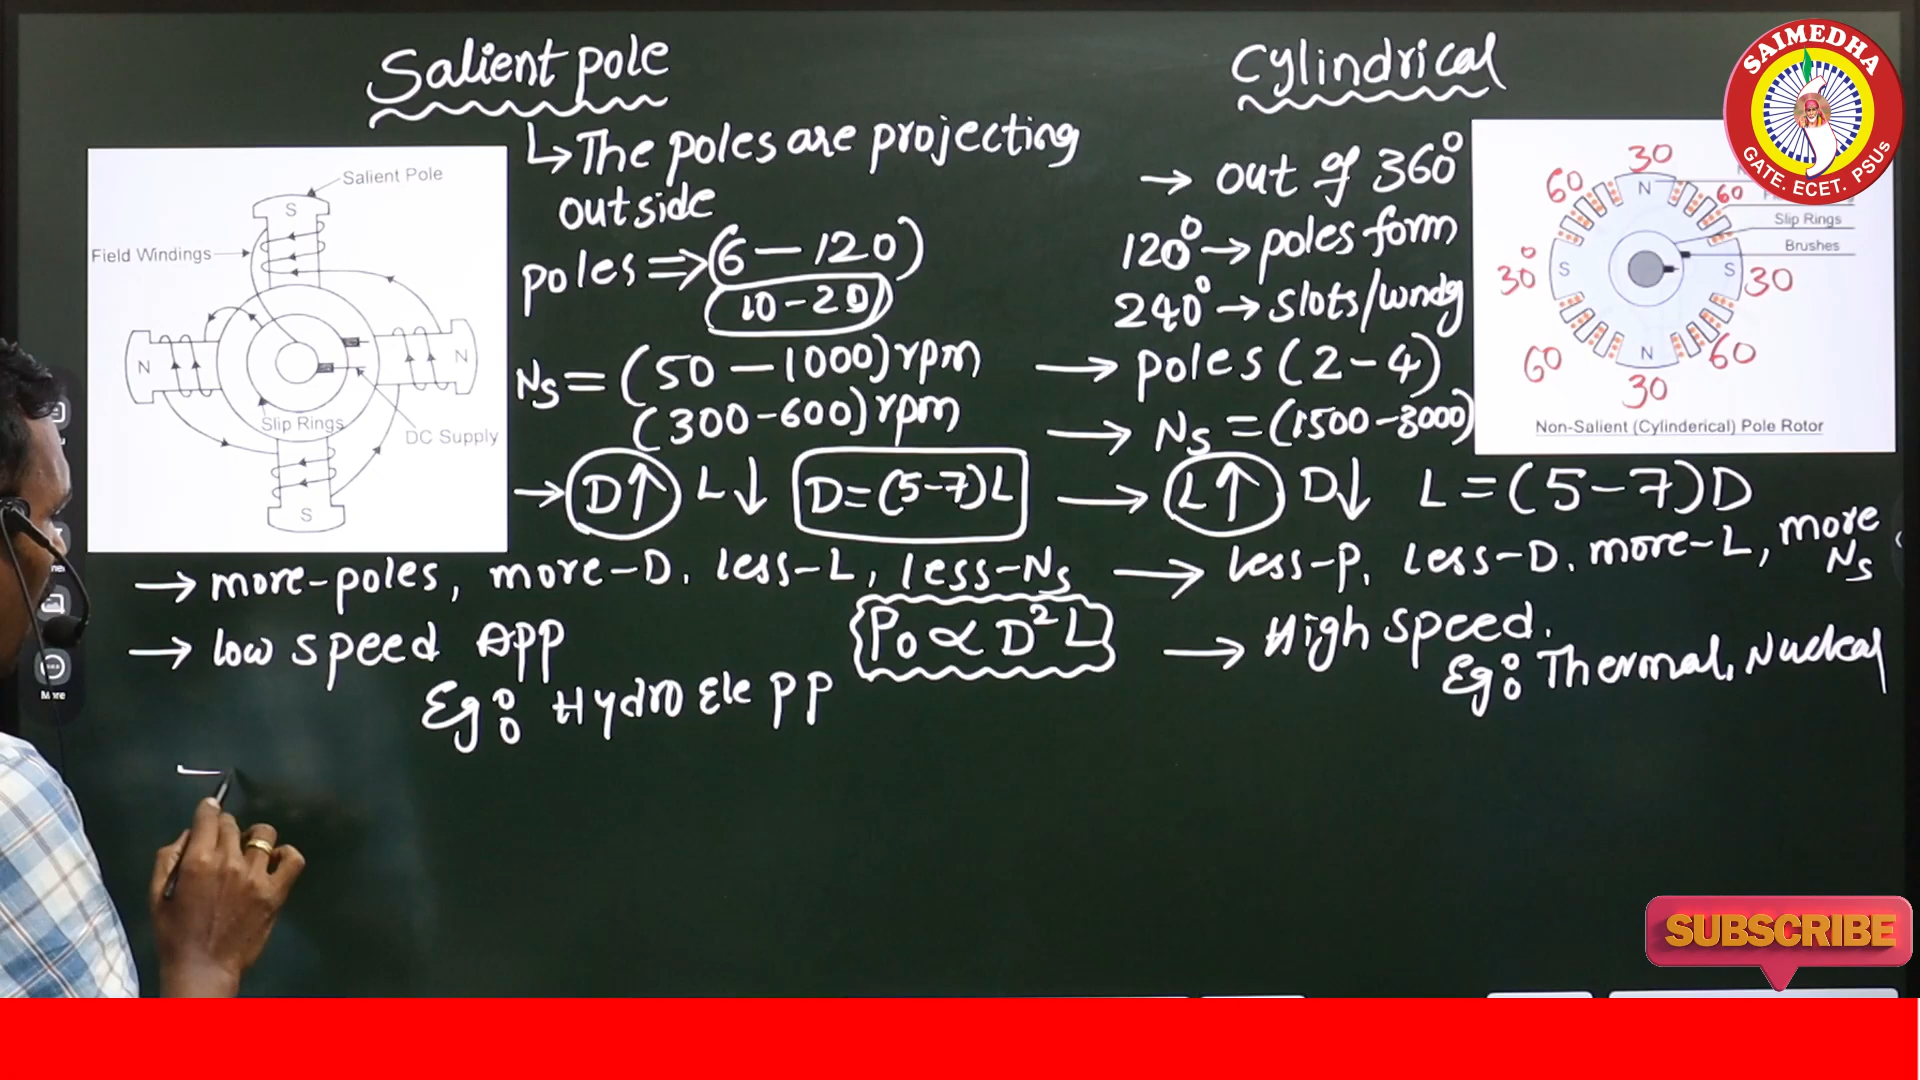 Salient pole
↳ The poles are projecting
outside
poles ⇒ (6 – 120)
10 - 20
Ns = (50 – 1000) rpm
(300-600) rpm
→ D↑ L↓ D=(5-7)L
→ more-poles, more-D. less-L, less-Ns
→ low speed App
Eg: Hydro Ele pp
Po ∝ D²L
Salient Pole
S
Field Windings
N
N
Slip Rings
DC Supply
S
Cylindrical
→ out of 360°
120° → poles form
240° → slots/wndg
→ poles (2-4)
→ Ns = (1500-3000)
→ L↑ D↓ L = (5-7)D
→ less-P. less-D. more-L, more
Ns
→ High speed.
Eg: Thermal, Nuclear
30
60
N
60
Slip Rings
Brushes
30°
S
S
30
60
N
60
30
Non-Salient (Cylinderical) Pole Rotor
SAIMEDHA
GATE. ECET. PSUs
More
SUBSCRIBE